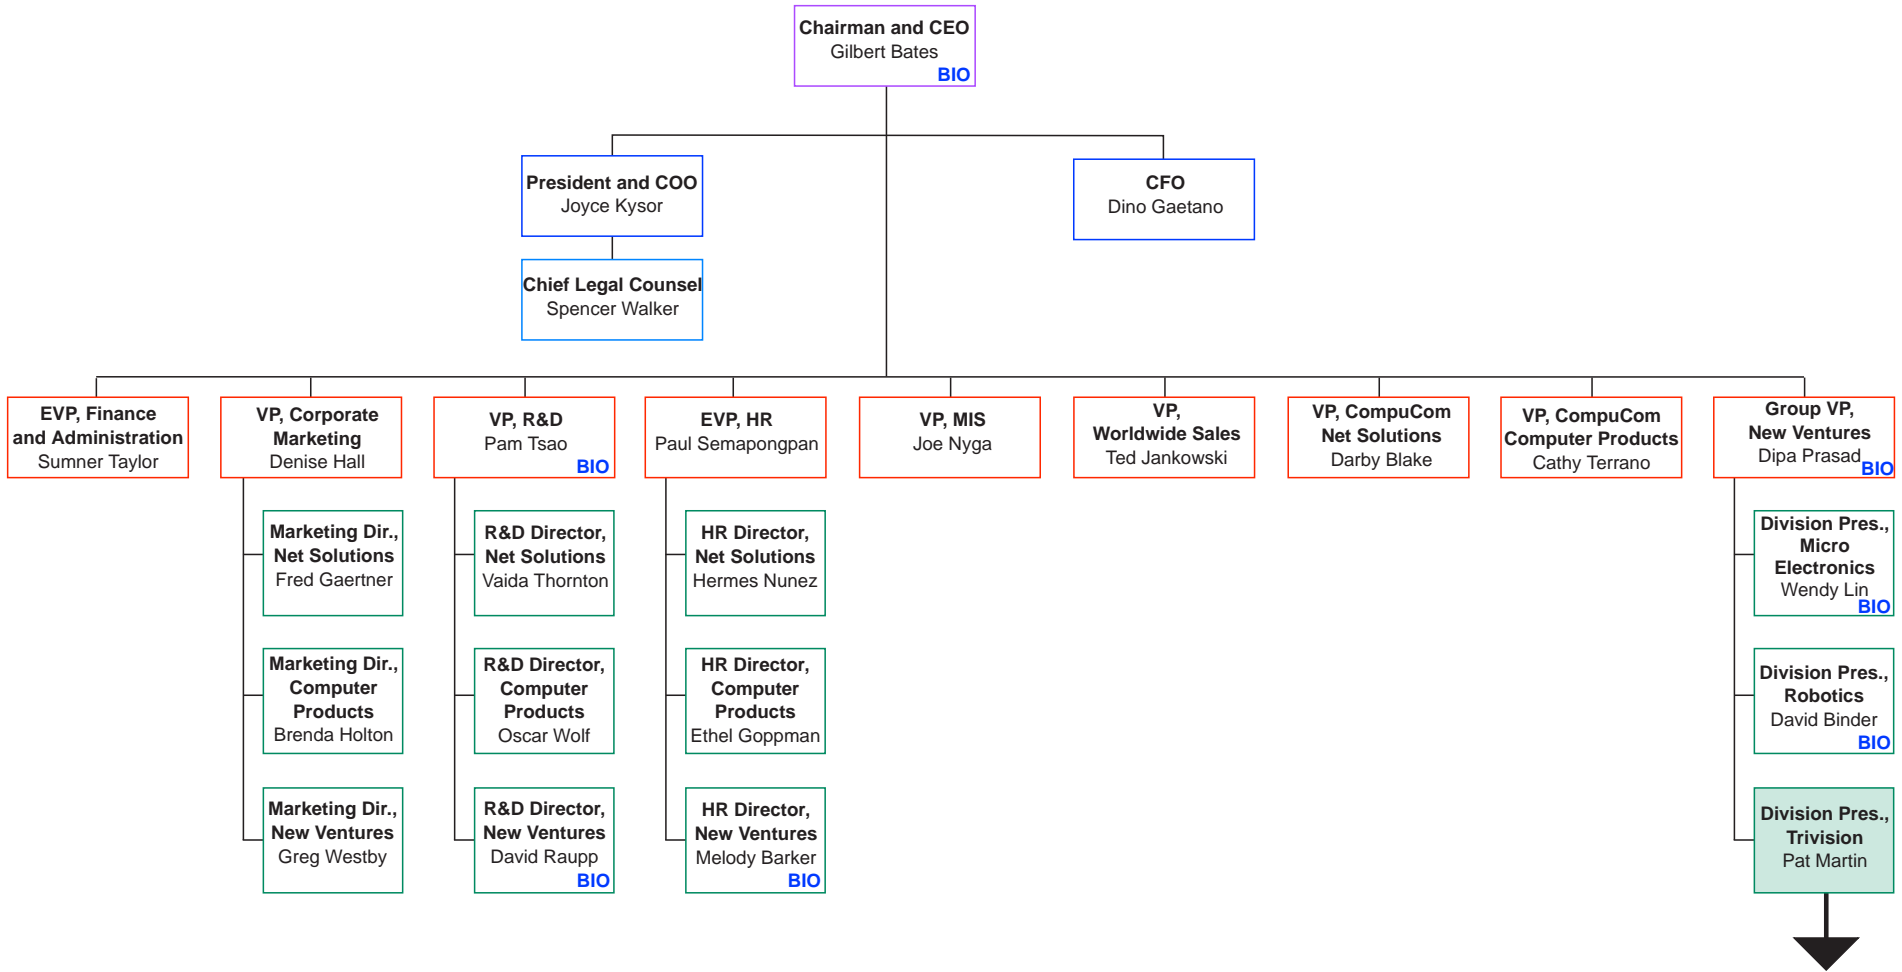 Chairman and CEO
Gilbert Bates
BIO
President and COO
Joyce Kysor
CFO
Dino Gaetano
Chief Legal Counsel
Spencer Walker
EVP, Finance
and Administration
Sumner Taylor
VP, Corporate
Marketing
Denise Hall
VP, R&D
Pam Tsao
BIO
EVP, HR
Paul Semapongpan
VP, MIS
Joe Nyga
VP,
Worldwide Sales
Ted Jankowski
VP, CompuCom
Net Solutions
Darby Blake
VP, CompuCom
Computer Products
Cathy Terrano
Group VP,
New Ventures
Dipa Prasad
BIO
Marketing Dir.,
Net Solutions
Fred Gaertner
R&D Director,
Net Solutions
Vaida Thornton
HR Director,
Net Solutions
Hermes Nunez
Division Pres.,
Micro
Electronics
Wendy Lin
BIO
Marketing Dir.,
Computer
Products
Brenda Holton
R&D Director,
Computer
Products
Oscar Wolf
HR Director,
Computer
Products
Ethel Goppman
Division Pres.,
Robotics
David Binder
BIO
Marketing Dir.,
New Ventures
Greg Westby
R&D Director,
New Ventures
David Raupp
BIO
HR Director,
New Ventures
Melody Barker
BIO
Division Pres.,
Trivision
Pat Martin